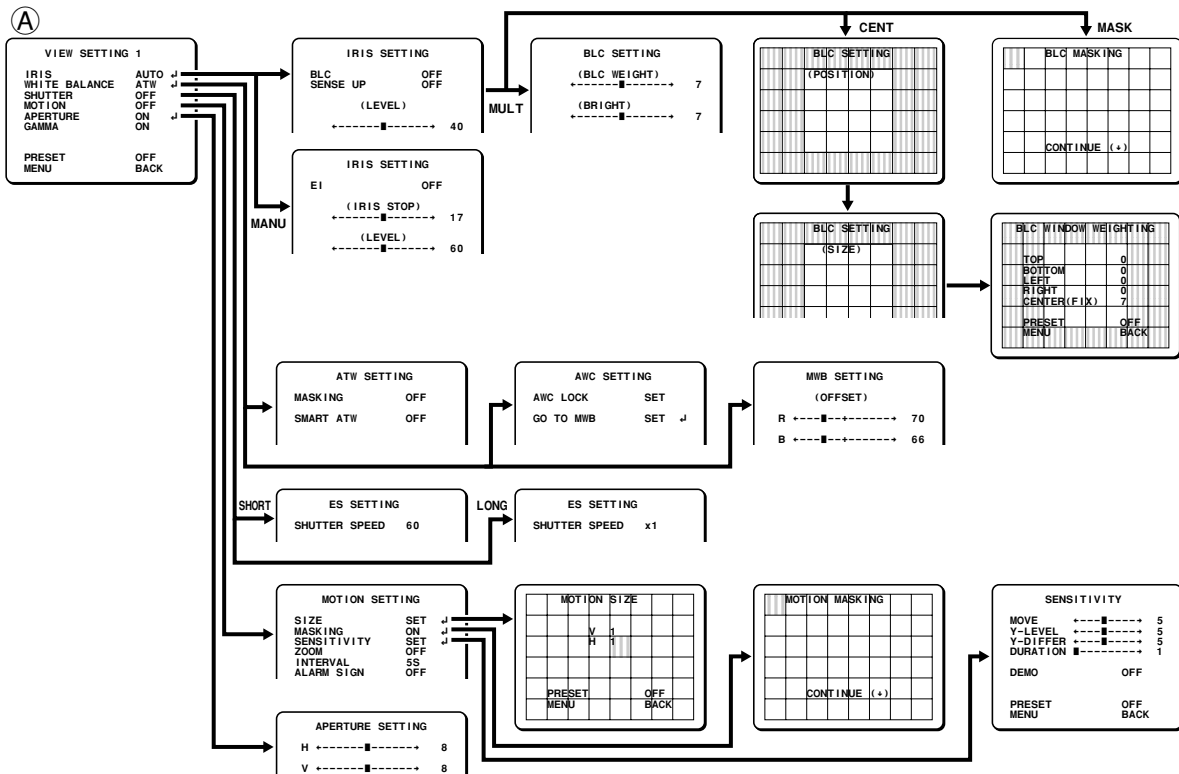 A
VIEW SETTING 1
IRIS AUTO ↲
WHITE BALANCE ATW ↲
SHUTTER OFF
MOTION OFF
APERTURE ON ↲
GAMMA ON
PRESET OFF
MENU BACK
IRIS SETTING
BLC OFF
SENSE UP OFF
(LEVEL)
40
MULT
BLC SETTING
(BLC WEIGHT)
7
(BRIGHT)
7
CENT
BLC SETTING
(POSITION)
MASK
BLC MASKING
CONTINUE (↓)
MANU
IRIS SETTING
EI OFF
(IRIS STOP)
17
(LEVEL)
60
BLC SETTING
(SIZE)
BLC WINDOW WEIGHTING
TOP 0
BOTTOM 0
LEFT 0
RIGHT 0
CENTER(FIX) 7
PRESET OFF
MENU BACK
ATW SETTING
MASKING OFF
SMART ATW OFF
AWC SETTING
AWC LOCK SET
GO TO MWB SET ↲
MWB SETTING
(OFFSET)
R ←----■--+------→ 70
B ←----■--+------→ 66
SHORT
ES SETTING
SHUTTER SPEED 60
LONG
ES SETTING
SHUTTER SPEED x1
MOTION SETTING
SIZE SET ↲
MASKING ON ↲
SENSITIVITY SET ↲
ZOOM OFF
INTERVAL 5S
ALARM SIGN OFF
MOTION SIZE
V 1
H 1
PRESET OFF
MENU BACK
MOTION MASKING
CONTINUE (↓)
SENSITIVITY
MOVE ←----■-----→ 5
Y-LEVEL ←----■-----→ 5
Y-DIFFER ←----■-----→ 5
DURATION ■---------→ 1
DEMO OFF
PRESET OFF
MENU BACK
APERTURE SETTING
H ←------■------→ 8
V ←------■------→ 8